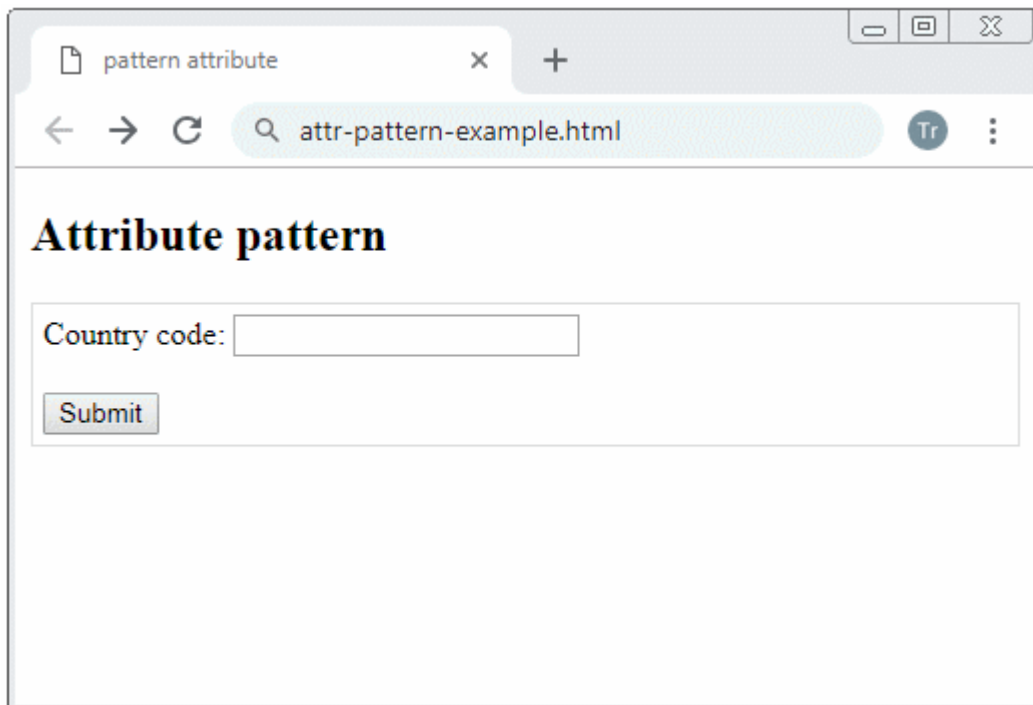 pattern attribute
attr-pattern-example.html
Tr
Attribute pattern
Country code:
Submit